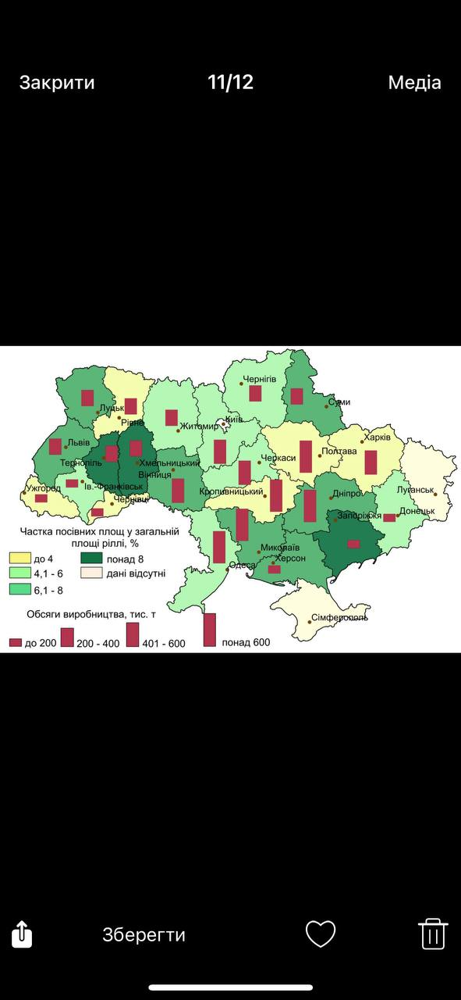 Закрити
11/12
Медіа
Чернігів
Суми
Луцьк
Рівне
Київ
Житомир
Харків
Львів
Полтава
Черкаси
Тернопіль
Хмельницький
Вінниця
Ів.-Франківськ
Ужгород
Чернівці
Кропивницький
Дніпро
Луганськ
Донецьк
Запоріжжя
Миколаїв
Херсон
Одеса
Сімферополь
Частка посівних площ у загальній
площі ріллі, %
до 4
понад 8
4,1 - 6
дані відсутні
6,1 - 8
Обсяги виробництва, тис. т
до 200
200 - 400
401 - 600
понад 600
Зберегти